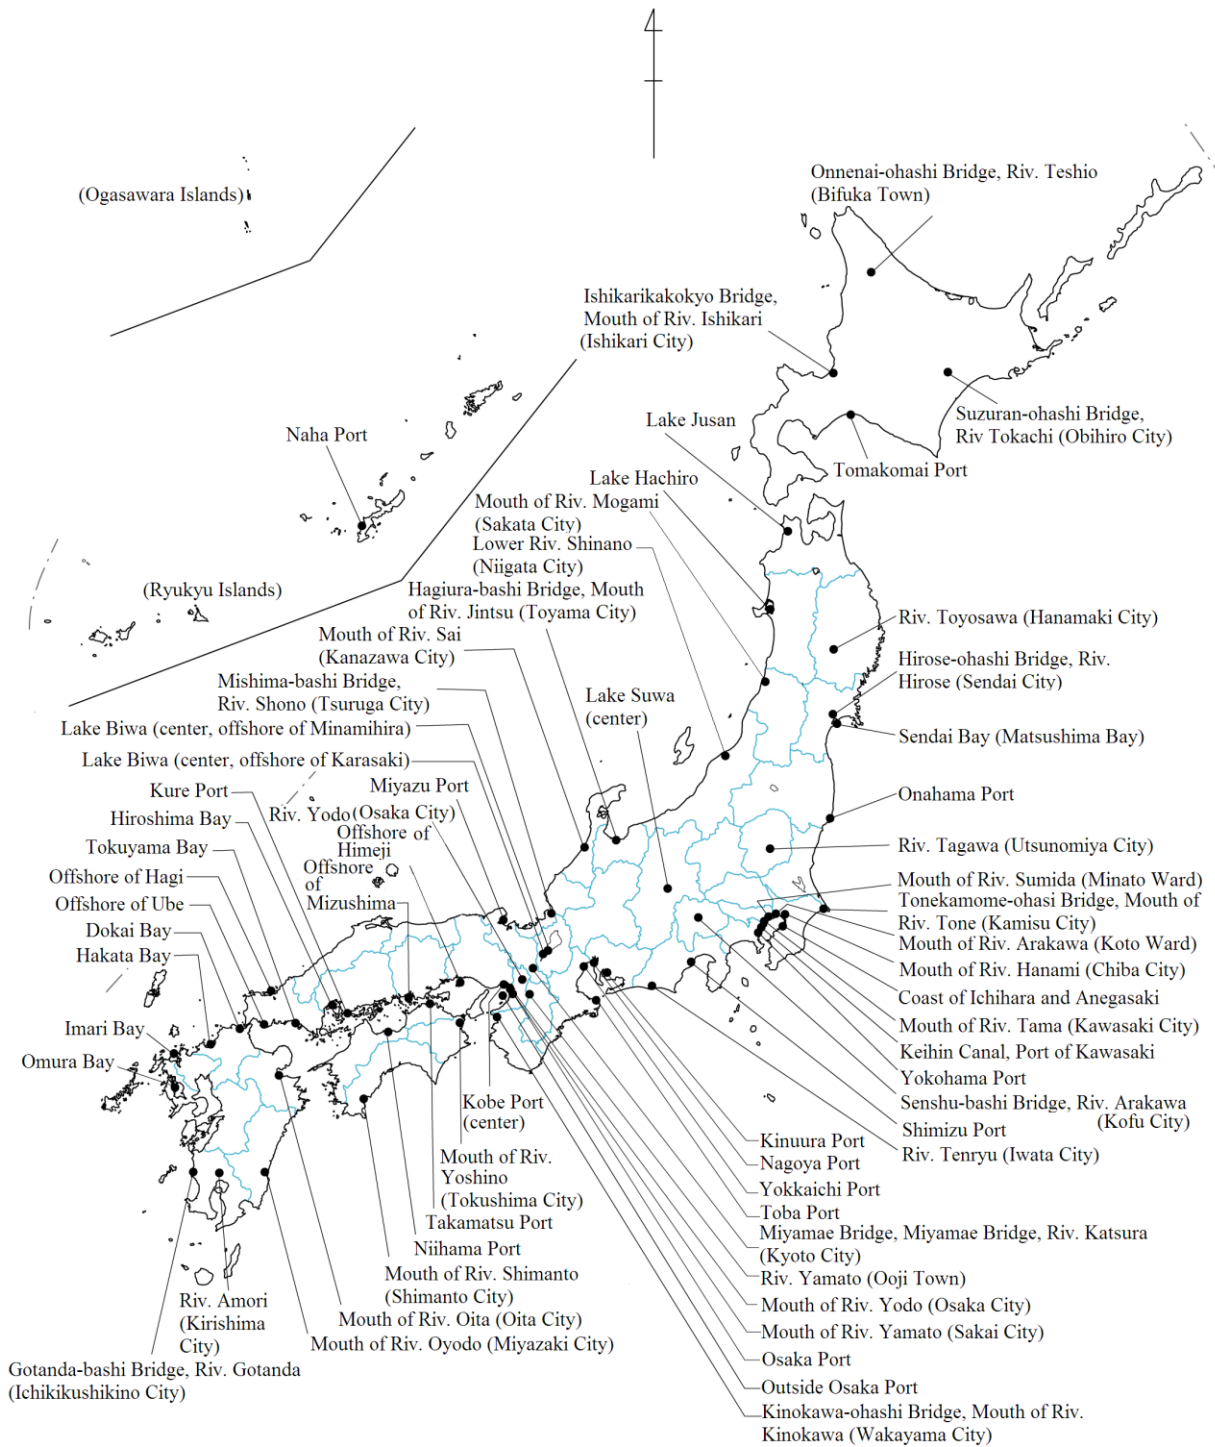 Onnenai-ohashi Bridge, Riv. Teshio
(Bifuka Town)
(Ogasawara Islands)
Ishikarikakokyo Bridge,
Mouth of Riv. Ishikari
(Ishikari City)
Suzuran-ohashi Bridge,
Riv Tokachi (Obihiro City)
Lake Jusan
Naha Port
Tomakomai Port
Lake Hachiro
Mouth of Riv. Mogami
(Sakata City)
Lower Riv. Shinano
(Niigata City)
(Ryukyu Islands)
Hagiura-bashi Bridge, Mouth
of Riv. Jintsu (Toyama City)
Riv. Toyosawa (Hanamaki City)
Mouth of Riv. Sai
(Kanazawa City)
Hirose-ohashi Bridge, Riv.
Hirose (Sendai City)
Mishima-bashi Bridge,
Riv. Shono (Tsuruga City)
Lake Suwa
(center)
Lake Biwa (center, offshore of Minamihira)
Sendai Bay (Matsushima Bay)
Lake Biwa (center, offshore of Karasaki)
Miyazu Port
Kure Port
Onahama Port
Riv. Yodo (Osaka City)
Hiroshima Bay
Offshore of
Himeji
Tokuyama Bay
Riv. Tagawa (Utsunomiya City)
Offshore
of
Mizushima
Offshore of Hagi
Mouth of Riv. Sumida (Minato Ward)
Offshore of Ube
Tonekamome-ohasi Bridge, Mouth of
Riv. Tone (Kamisu City)
Dokai Bay
Mouth of Riv. Arakawa (Koto Ward)
Hakata Bay
Mouth of Riv. Hanami (Chiba City)
Coast of Ichihara and Anegasaki
Imari Bay
Mouth of Riv. Tama (Kawasaki City)
Keihin Canal, Port of Kawasaki
Omura Bay
Yokohama Port
Kobe Port
(center)
Senshu-bashi Bridge, Riv. Arakawa
(Kofu City)
Shimizu Port
Kinuura Port
Riv. Tenryu (Iwata City)
Mouth of Riv.
Yoshino
(Tokushima City)
Nagoya Port
Yokkaichi Port
Takamatsu Port
Toba Port
Niihama Port
Miyamae Bridge, Miyamae Bridge, Riv. Katsura
(Kyoto City)
Mouth of Riv. Shimanto
(Shimanto City)
Riv. Yamato (Ooji Town)
Riv. Amori
(Kirishima
City)
Mouth of Riv. Oita (Oita City)
Mouth of Riv. Yodo (Osaka City)
Mouth of Riv. Oyodo (Miyazaki City)
Mouth of Riv. Yamato (Sakai City)
Gotanda-bashi Bridge, Riv. Gotanda
(Ichikikushikino City)
Osaka Port
Outside Osaka Port
Kinokawa-ohashi Bridge, Mouth of Riv.
Kinokawa (Wakayama City)